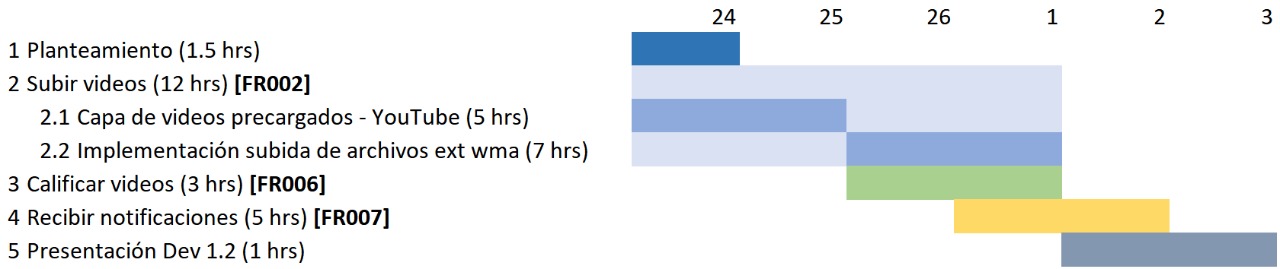 24 25 26 1 2 3
1 Planteamiento (1.5 hrs)
2 Subir videos (12 hrs) [FR002]
2.1 Capa de videos precargados - YouTube (5 hrs)
2.2 Implementación subida de archivos ext wma (7 hrs)
3 Calificar videos (3 hrs) [FR006]
4 Recibir notificaciones (5 hrs) [FR007]
5 Presentación Dev 1.2 (1 hrs)